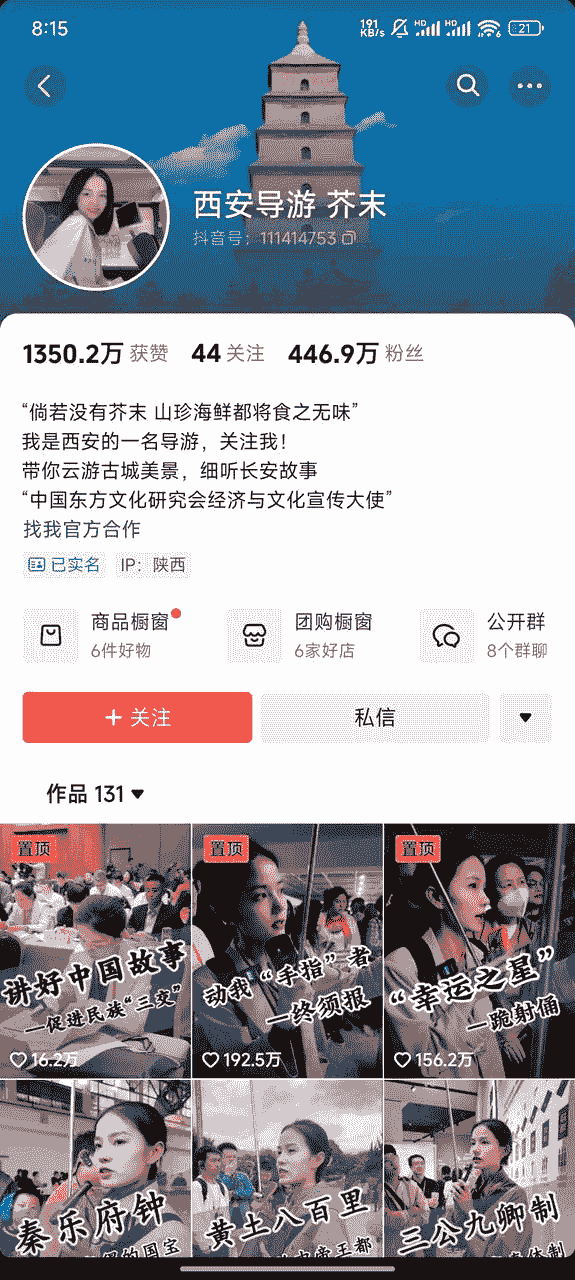 8:15
191 KB/s HD HD 6 21
西安导游 芥末
抖音号：111414753
1350.2万 获赞 44 关注 446.9万 粉丝
“倘若没有芥末 山珍海鲜都将食之无味”
我是西安的一名导游，关注我！
带你云游古城美景，细听长安故事
“中国东方文化研究会经济与文化宣传大使”
找我官方合作
已实名 IP：陕西
商品橱窗 团购橱窗 公开群
6件好物 6家好店 8个群聊
+ 关注 私信
作品 131
置顶 置顶 置顶
讲好中国故事
—促进民族“三交”
动我“手指”者
—终须报
“幸运之星”
—跪射俑
16.2万 192.5万 156.2万
秦乐府钟
的国宝
黄土八百里
三公九卿制